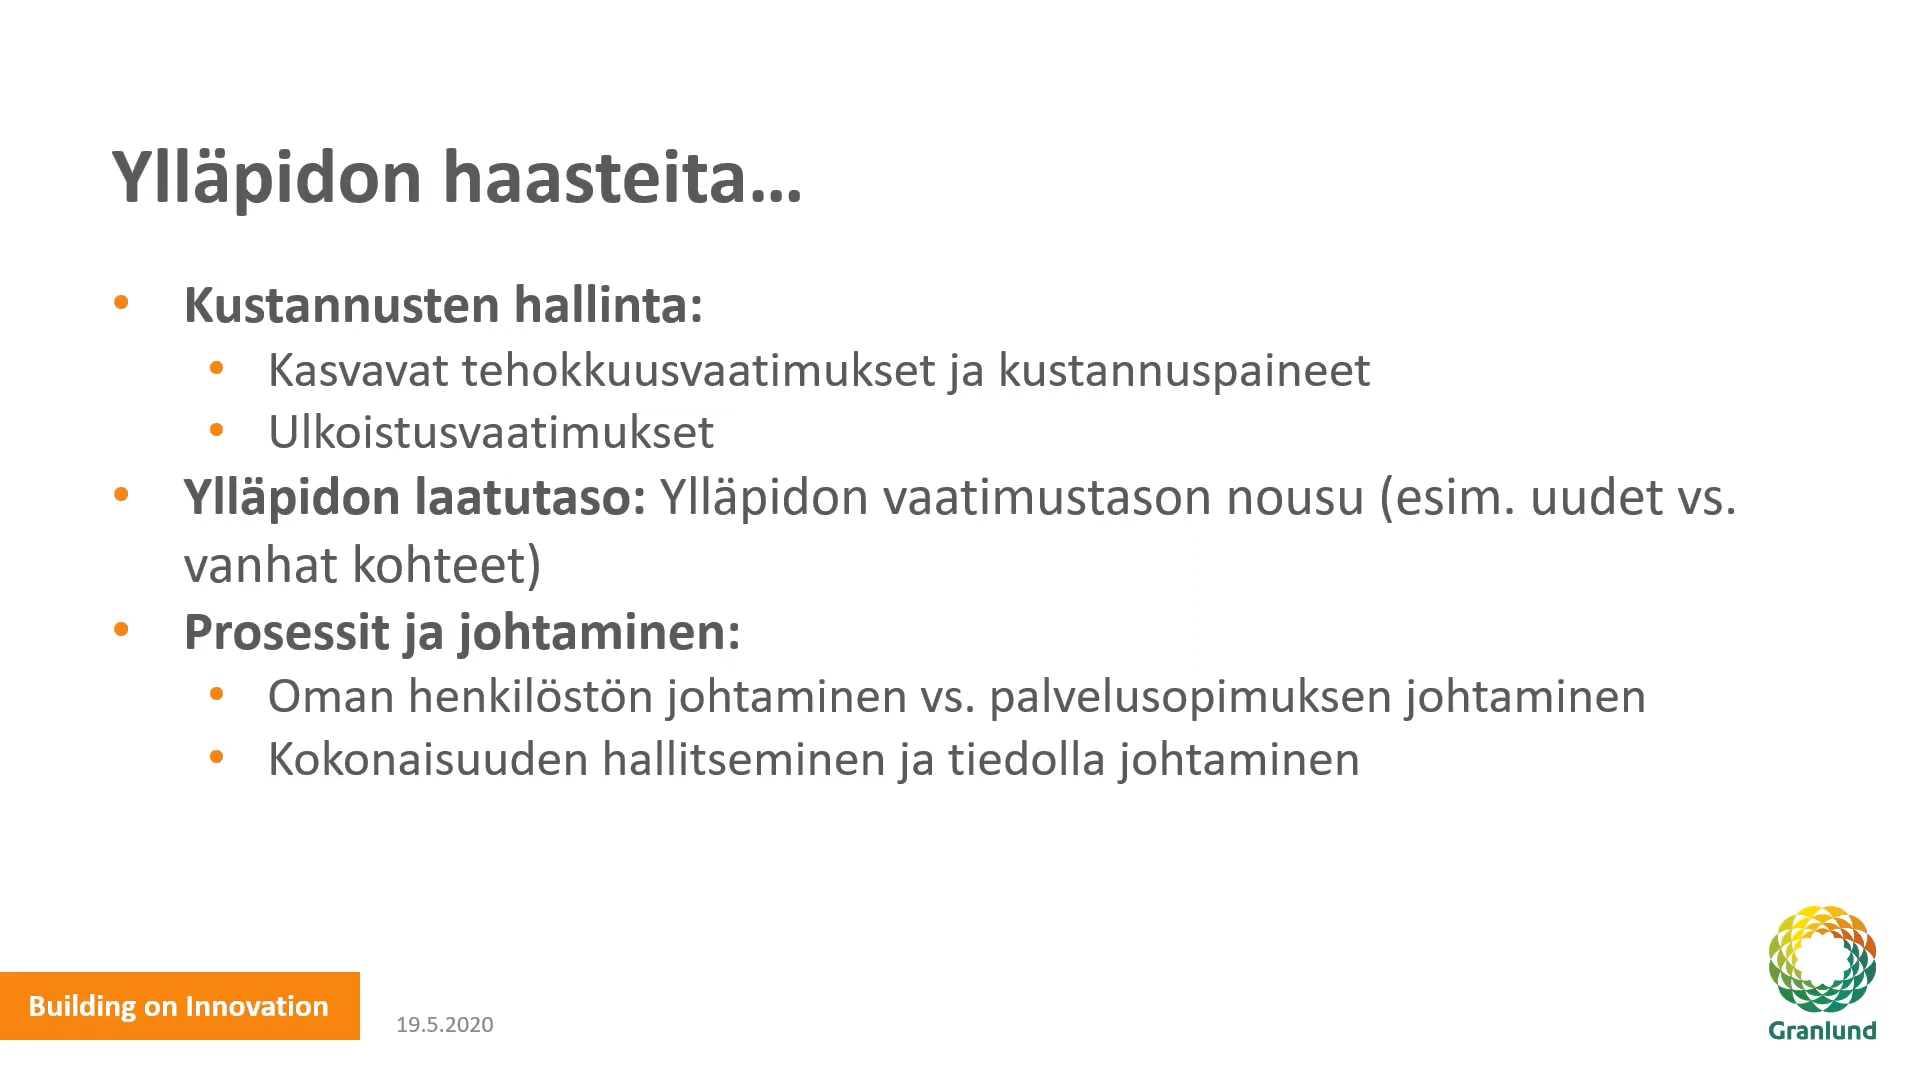 Ylläpidon haasteita…
• Kustannusten hallinta:
• Kasvavat tehokkuusvaatimukset ja kustannuspaineet
• Ulkoistusvaatimukset
• Ylläpidon laatutaso: Ylläpidon vaatimustason nousu (esim. uudet vs.
vanhat kohteet)
• Prosessit ja johtaminen:
• Oman henkilöstön johtaminen vs. palvelusopimuksen johtaminen
• Kokonaisuuden hallitseminen ja tiedolla johtaminen
Building on Innovation
19.5.2020
Granlund